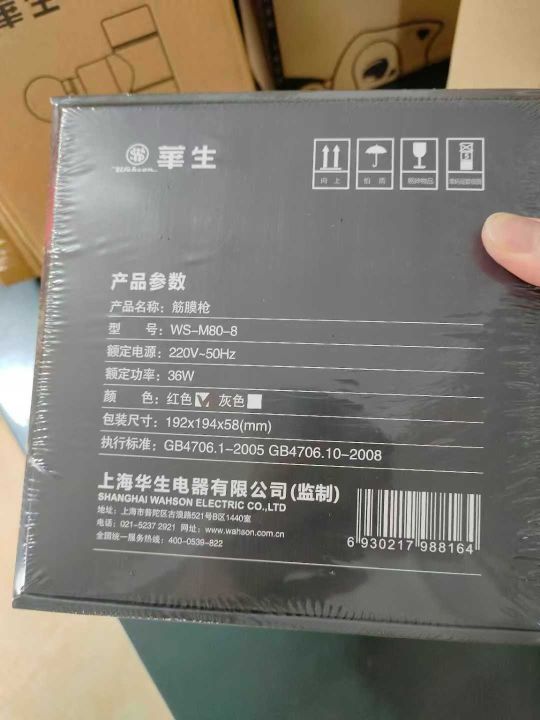 華生
Wahson
華生
向上
怕雨
易碎物品
产品参数
产品名称：筋膜枪
型 号：WS-M80-8
额定电源：220V~50Hz
额定功率：36W
颜 色：红色☑ 灰色□
包装尺寸：192x194x58(mm)
执行标准：GB4706.1-2005 GB4706.10-2008
上海华生电器有限公司(监制)
SHANGHAI WAHSON ELECTRIC CO.,LTD
地址：上海市普陀区古浪路521号B区1440室
电话：021-5237 2921 网址：www.wahson.com.cn
全国统一服务热线：400-0539-822
6 930217 988164